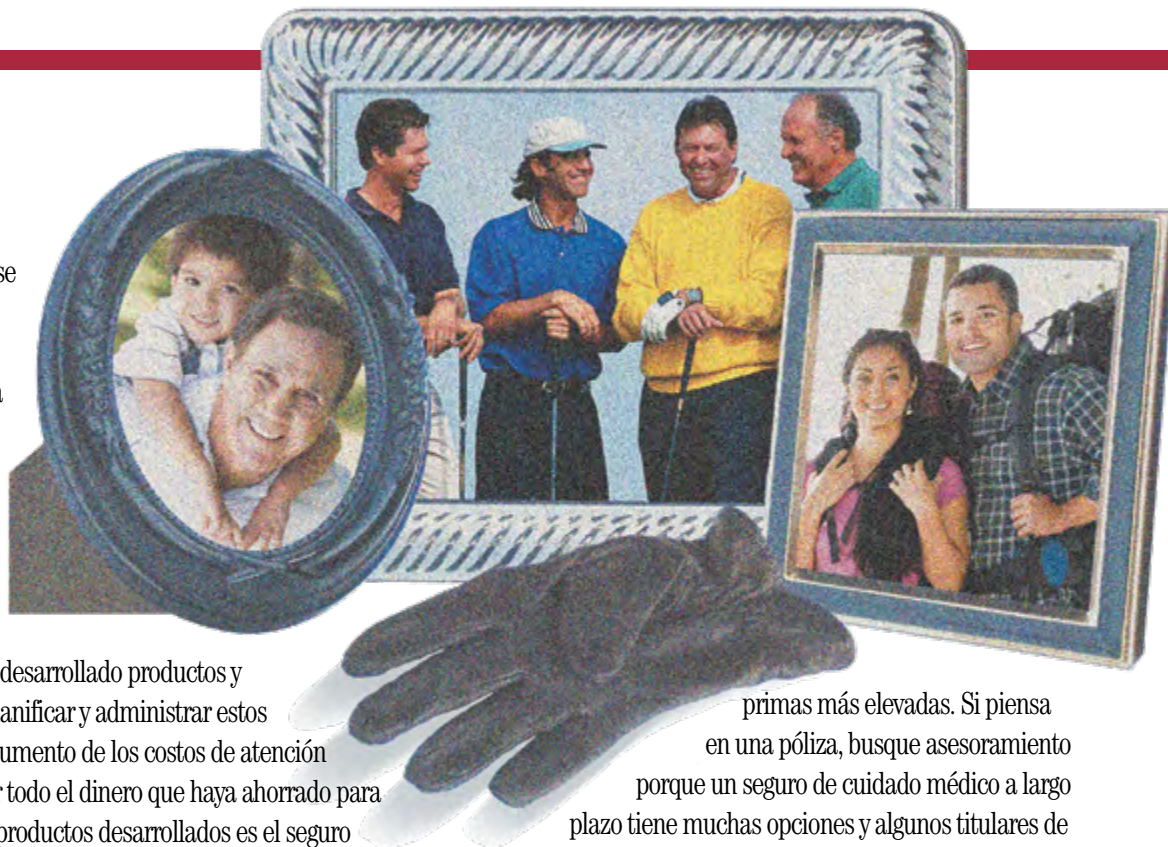 se
a
desarrollado productos y
anificar y administrar estos
umento de los costos de atención
r todo el dinero que haya ahorrado para
productos desarrollados es el seguro
primas más elevadas. Si piensa
en una póliza, busque asesoramiento
porque un seguro de cuidado médico a largo
plazo tiene muchas opciones y algunos titulares de